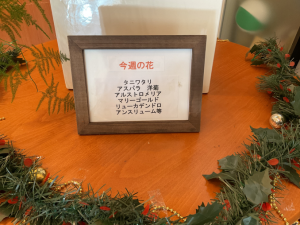 今週の花
タニワタリ
アスパラ 洋蘭
アルストロメリア
マリーゴールド
リューカデンドロ
アンスリューム等